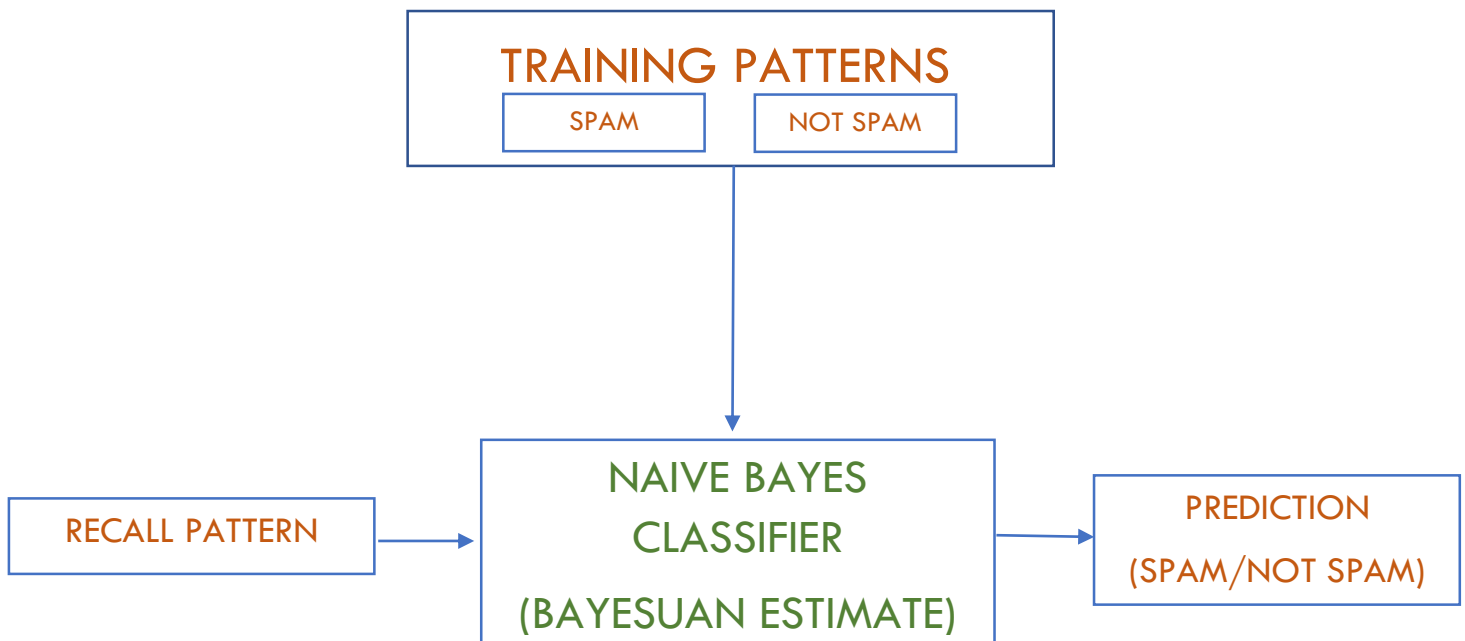 TRAINING PATTERNS
SPAM
NOT SPAM
RECALL PATTERN
NAIVE BAYES
CLASSIFIER
(BAYESUAN ESTIMATE)
PREDICTION
(SPAM/NOT SPAM)